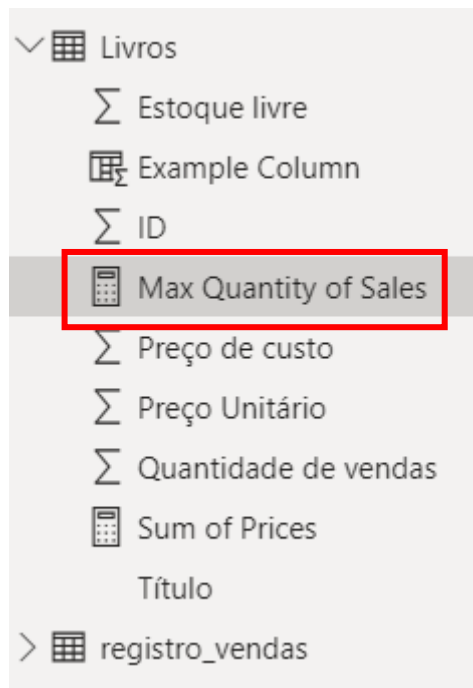 Livros
Estoque livre
Example Column
ID
Max Quantity of Sales
Preço de custo
Preço Unitário
Quantidade de vendas
Sum of Prices
Título
registro_vendas